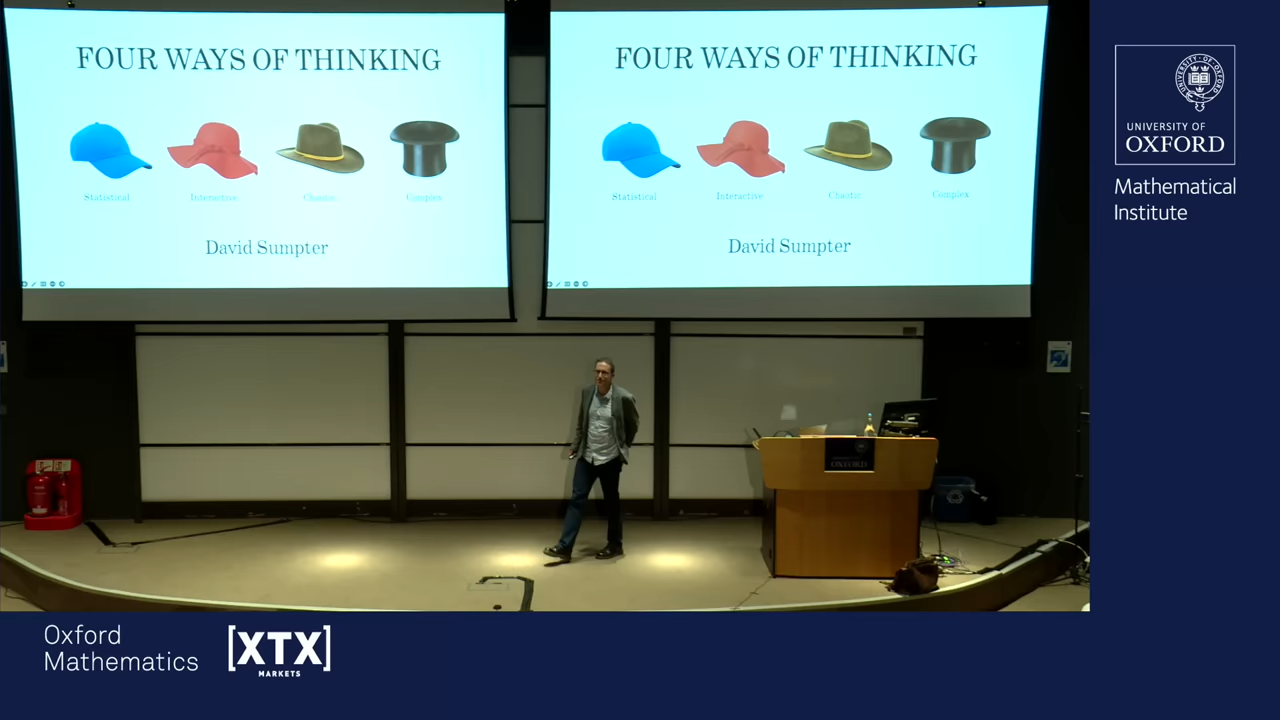 FOUR WAYS OF THINKING
Statistical
Interactive
Chaotic
Complex
David Sumpter
FOUR WAYS OF THINKING
Statistical
Interactive
Chaotic
Complex
David Sumpter
UNIVERSITY OF
OXFORD
Mathematical
Institute
OXFORD
Oxford
Mathematics
[XTX]
MARKETS